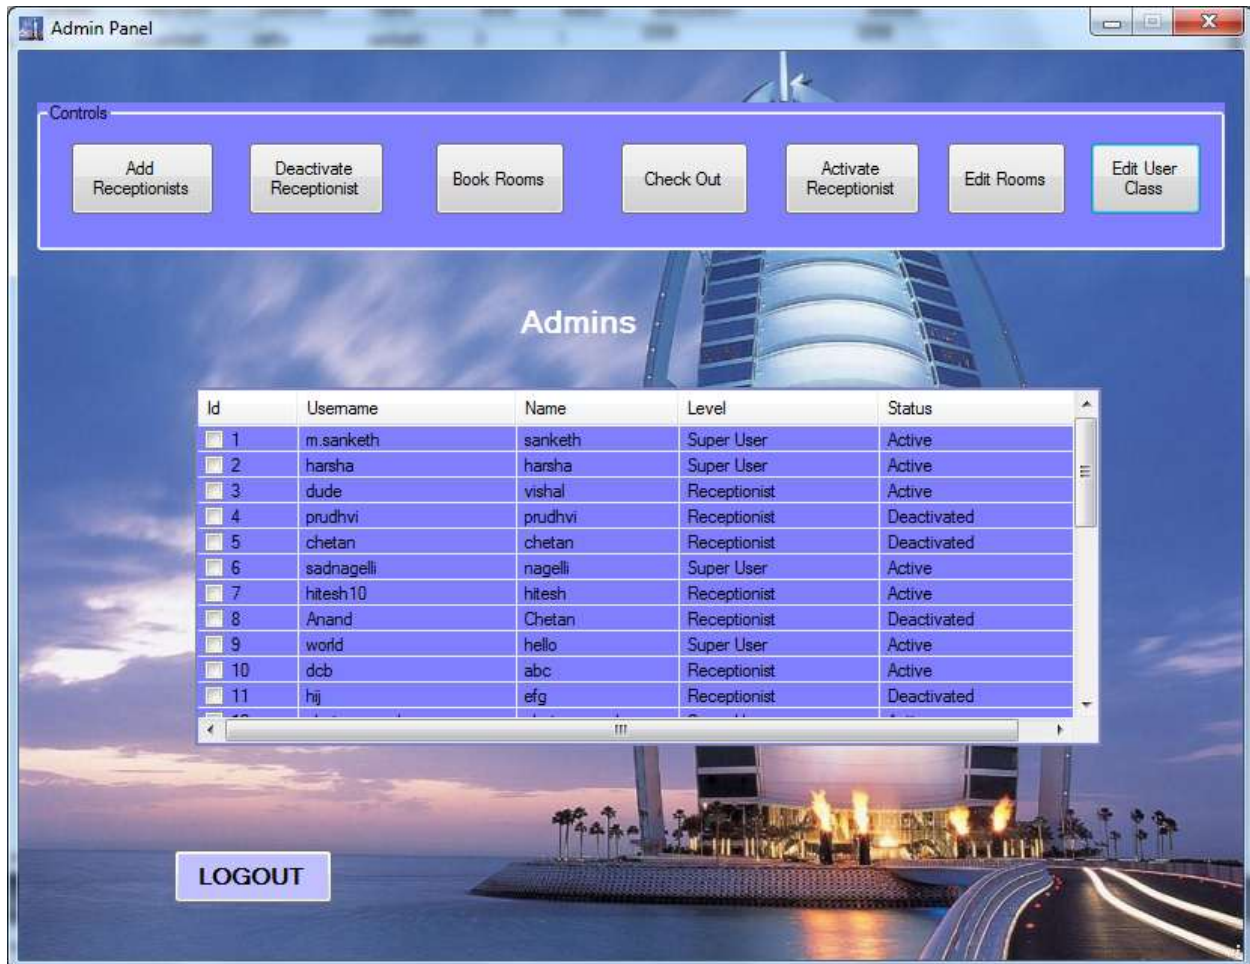 Admin Panel
Controls
Add
Receptionists
Deactivate
Receptionist
Book Rooms
Check Out
Activate
Receptionist
Edit Rooms
Edit User
Class
Admins
Id Username Name Level Status
1 m.sanketh sanketh Super User Active
2 harsha harsha Super User Active
3 dude vishal Receptionist Active
4 prudhvi prudhvi Receptionist Deactivated
5 chetan chetan Receptionist Deactivated
6 sadnagelli nagelli Super User Active
7 hitesh10 hitesh Receptionist Active
8 Anand Chetan Receptionist Deactivated
9 world hello Super User Active
10 dcb abc Receptionist Active
11 hij efg Receptionist Deactivated
LOGOUT